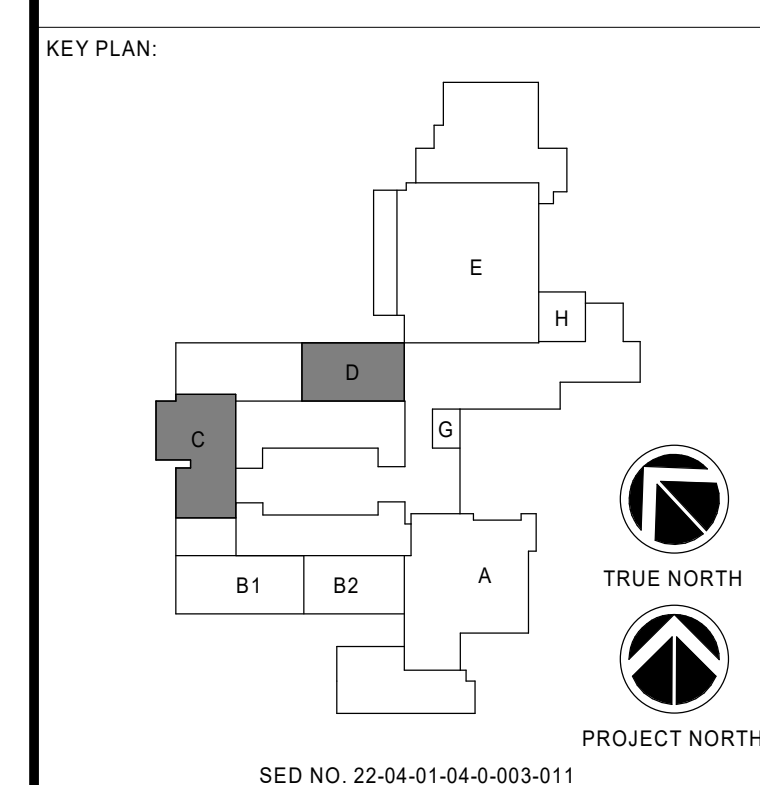 KEY PLAN:
E
H
D
G
C
A
B1
B2
TRUE NORTH
PROJECT NORTH
SED NO. 22-04-01-04-0-003-011